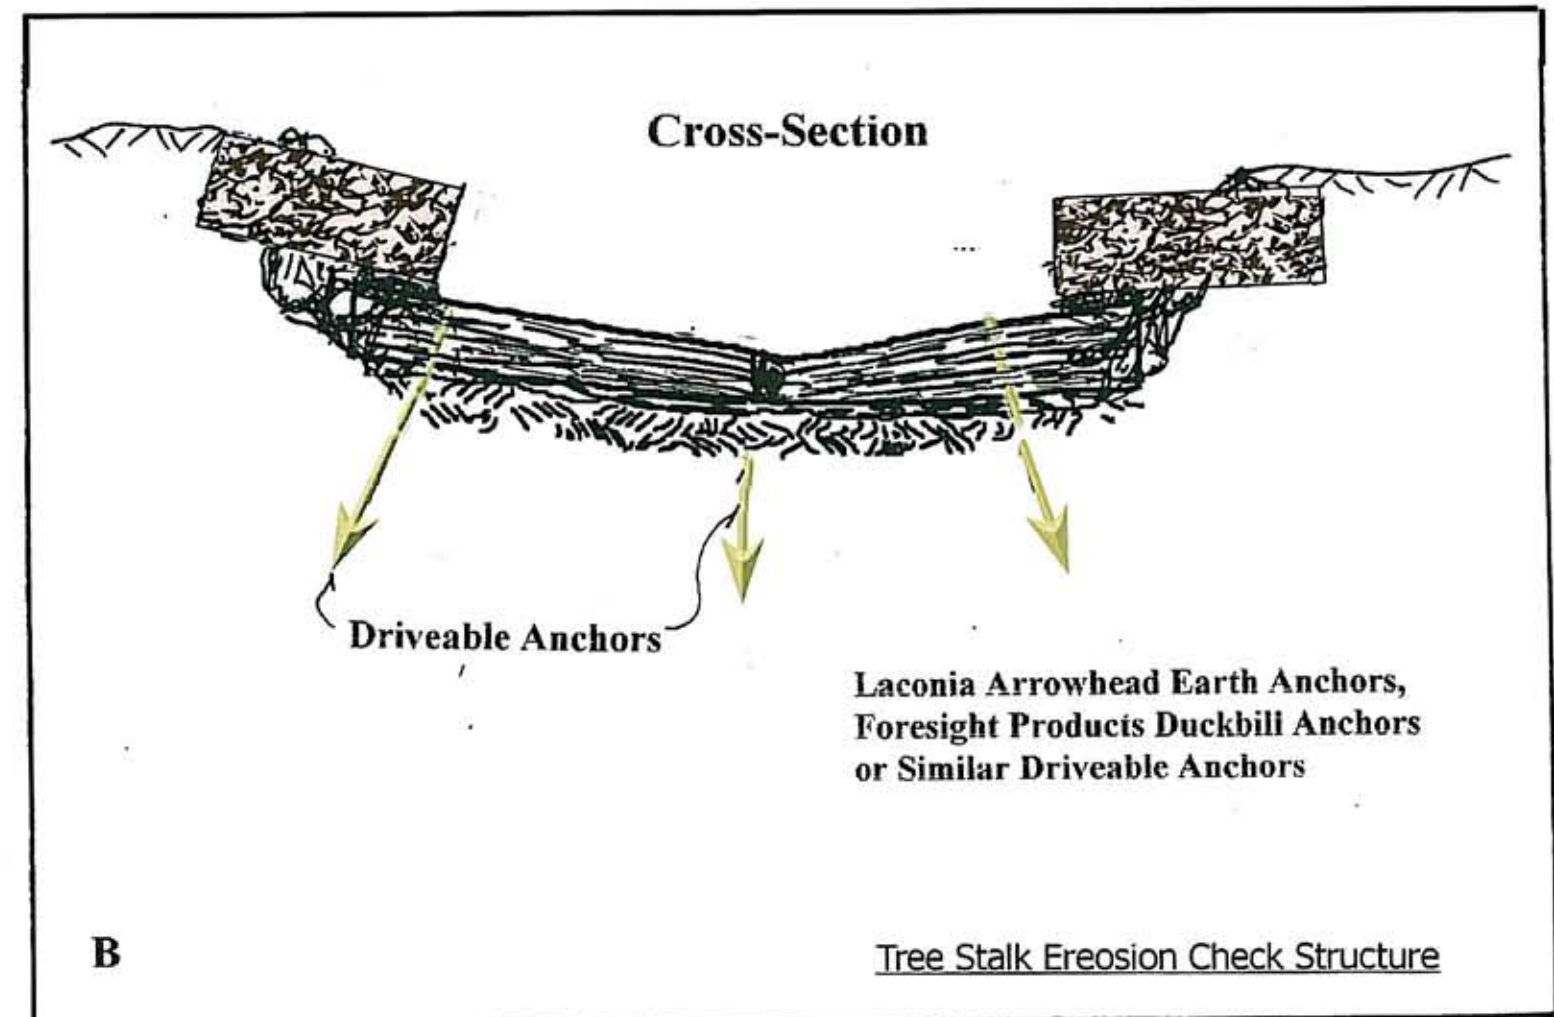 Cross-Section
Driveable Anchors
Laconia Arrowhead Earth Anchors,
Foresight Products Duckbill Anchors
or Similar Driveable Anchors
B
Tree Stalk Ereosion Check Structure